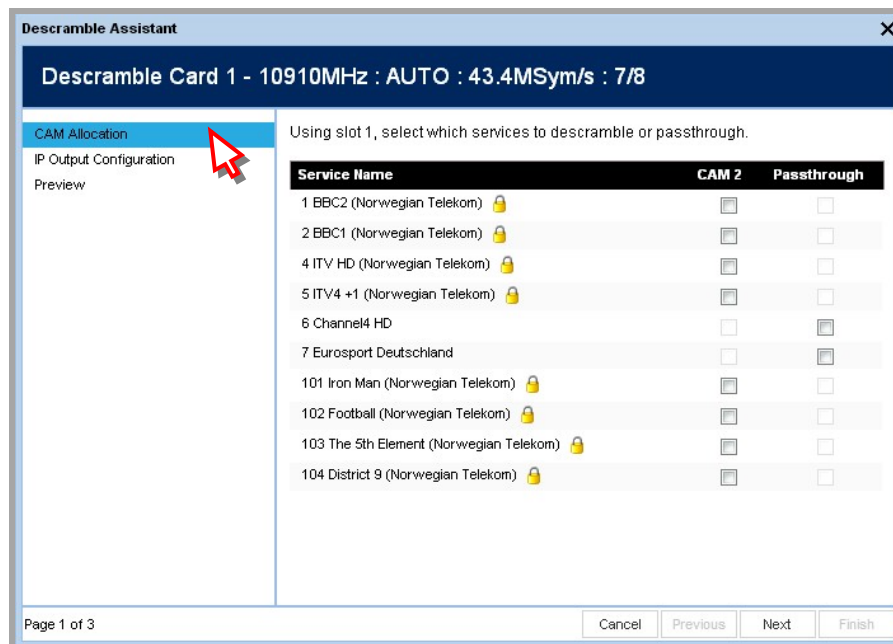 Descramble Assistant
Descramble Card 1 - 10910MHz : AUTO : 43.4MSym/s : 7/8
CAM Allocation
IP Output Configuration
Preview
Using slot 1, select which services to descramble or passthrough.
Service Name CAM 2 Passthrough
1 BBC2 (Norwegian Telekom)
2 BBC1 (Norwegian Telekom)
4 ITV HD (Norwegian Telekom)
5 ITV4 +1 (Norwegian Telekom)
6 Channel4 HD
7 Eurosport Deutschland
101 Iron Man (Norwegian Telekom)
102 Football (Norwegian Telekom)
103 The 5th Element (Norwegian Telekom)
104 District 9 (Norwegian Telekom)
Page 1 of 3 Cancel Previous Next Finish